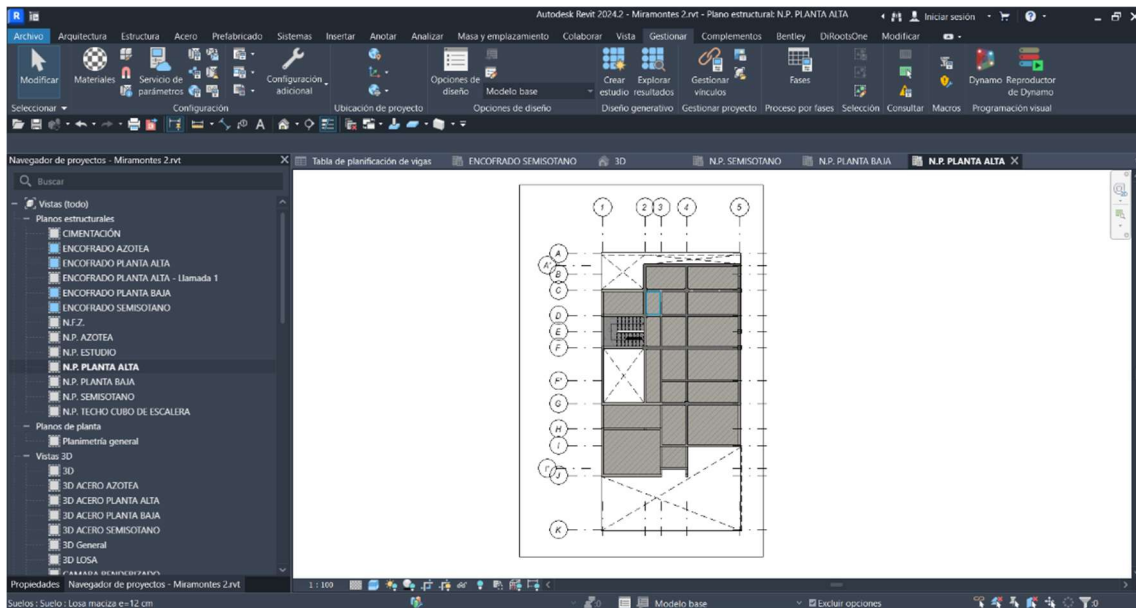 Autodesk Revit 2024.2 - Miramontes 2.rvt - Plano estructural: N.P. PLANTA ALTA
Iniciar sesión
Archivo Arquitectura Estructura Acero Prefabricado Sistemas Insertar Anotar Analizar Masa y emplazamiento Colaborar Vista Gestionar Complementos Bentley DiRootsOne Modificar
Modificar Materiales Servicio de parámetros Configuración adicional Opciones de diseño Modelo base Crear estudio Explorar resultados Gestionar vínculos Fases Dynamo Reproductor de Dynamo
Seleccionar Configuración Ubicación de proyecto Opciones de diseño Diseño generativo Gestionar proyecto Proceso por fases Selección Consultar Macros Programación visual
Navegador de proyectos - Miramontes 2.rvt
Tabla de planificación de vigas ENCOFRADO SEMISOTANO 3D N.P. SEMISOTANO N.P. PLANTA BAJA N.P. PLANTA ALTA
Buscar
Vistas (todo)
Planos estructurales
CIMENTACIÓN
ENCOFRADO AZOTEA
ENCOFRADO PLANTA ALTA
ENCOFRADO PLANTA ALTA - Llamada 1
ENCOFRADO PLANTA BAJA
ENCOFRADO SEMISOTANO
N.F.Z.
N.P. AZOTEA
N.P. ESTUDIO
N.P. PLANTA ALTA
N.P. PLANTA BAJA
N.P. SEMISOTANO
N.P. TECHO CUBO DE ESCALERA
Planos de planta
Planimetría general
Vistas 3D
3D
3D ACERO AZOTEA
3D ACERO PLANTA ALTA
3D ACERO PLANTA BAJA
3D ACERO SEMISOTANO
3D General
3D LOSA
CAMARA RENDERIZADO
1 2 3 4 5
A
A'
B
C
D
E
F
F'
G
H
I
I'
J
K
Propiedades Navegador de proyectos - Miramontes 2.rvt
1 : 100
Suelos : Suelo : Losa maciza e=12 cm
:0
Modelo base
Excluir opciones
:0